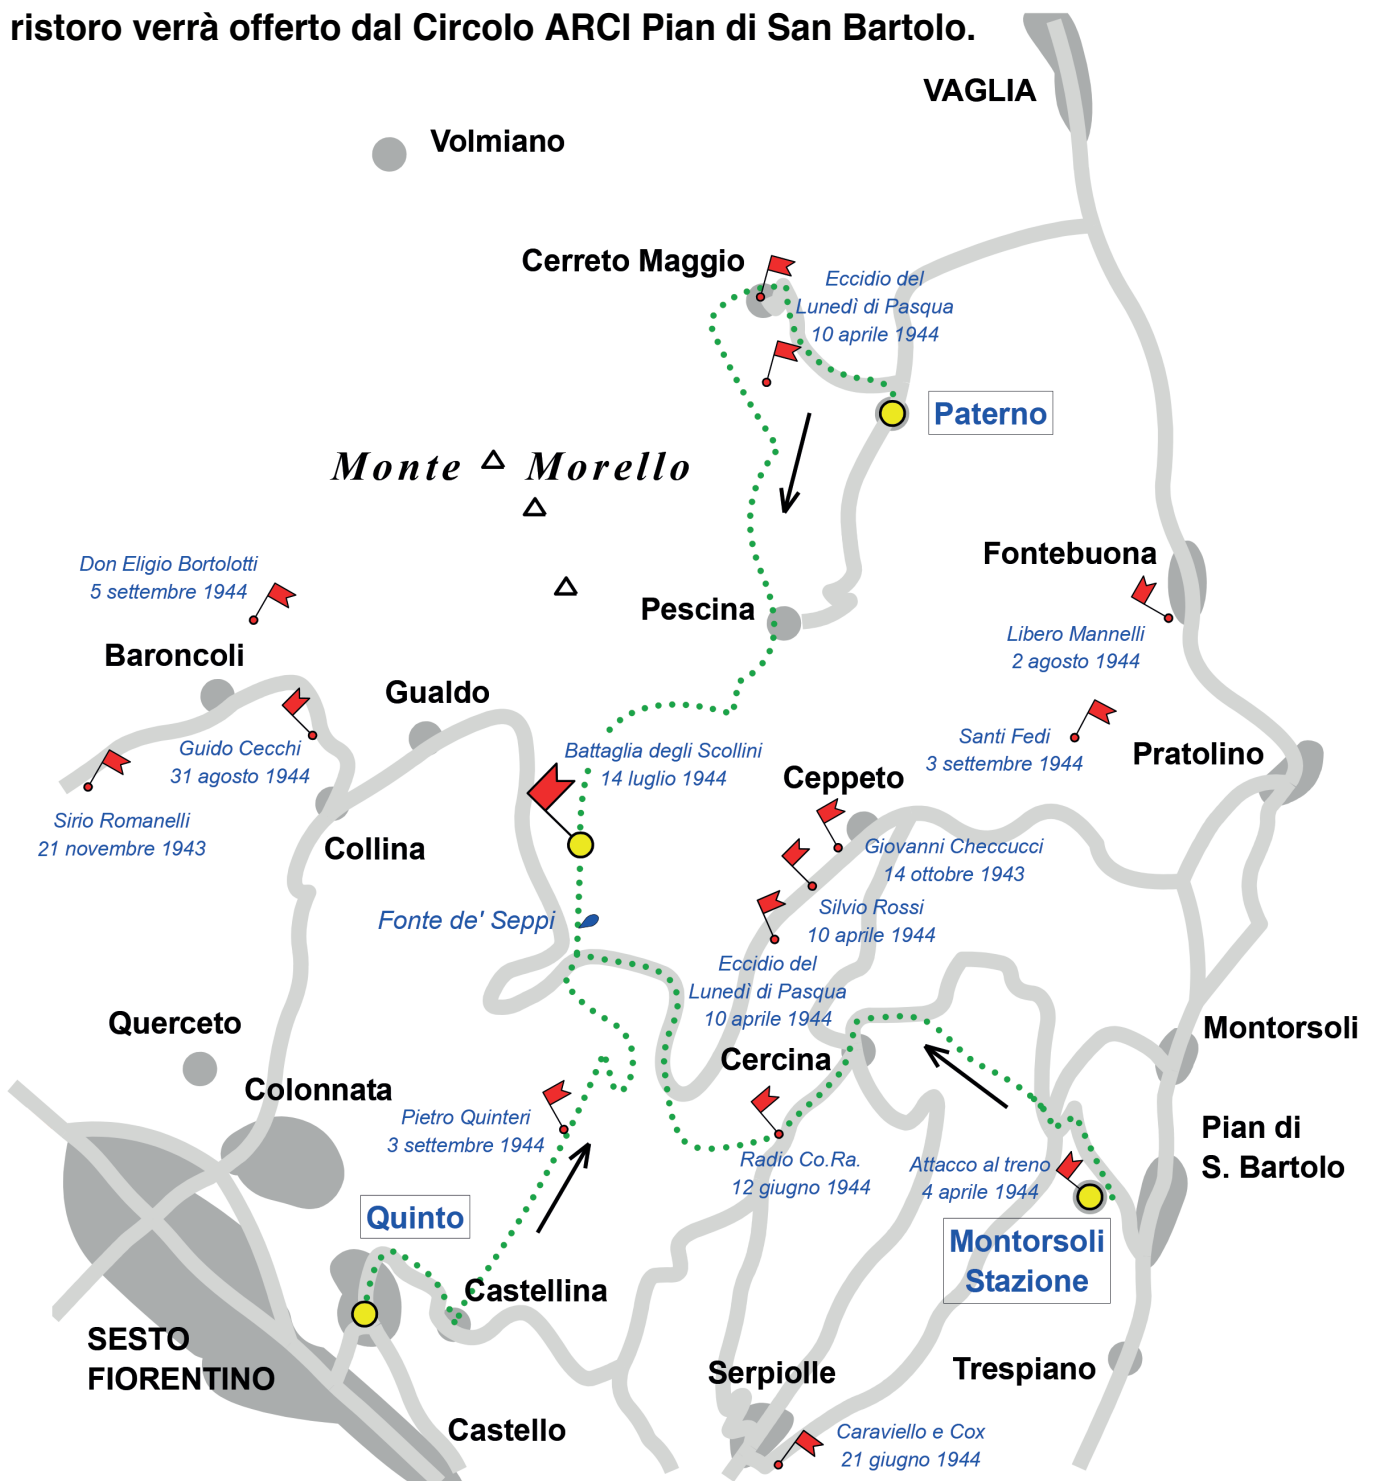 ristoro verrà offerto dal Circolo ARCI Pian di San Bartolo.
VAGLIA
Volmiano
Cerreto Maggio
Eccidio del
Lunedì di Pasqua
10 aprile 1944
Paterno
Monte Morello
Don Eligio Bortolotti
5 settembre 1944
Fontebuona
Pescina
Libero Mannelli
2 agosto 1944
Baroncoli
Gualdo
Guido Cecchi
31 agosto 1944
Battaglia degli Scollini
14 luglio 1944
Santi Fedi
3 settembre 1944
Pratolino
Ceppeto
Sirio Romanelli
21 novembre 1943
Collina
Giovanni Checcucci
14 ottobre 1943
Fonte de' Seppi
Silvio Rossi
10 aprile 1944
Eccidio del
Lunedì di Pasqua
10 aprile 1944
Querceto
Montorsoli
Cercina
Colonnata
Pietro Quinteri
3 settembre 1944
Pian di
S. Bartolo
Radio Co.Ra.
12 giugno 1944
Attacco al treno
4 aprile 1944
Quinto
Montorsoli
Stazione
Castellina
SESTO
FIORENTINO
Serpiolle
Trespiano
Castello
Caraviello e Cox
21 giugno 1944